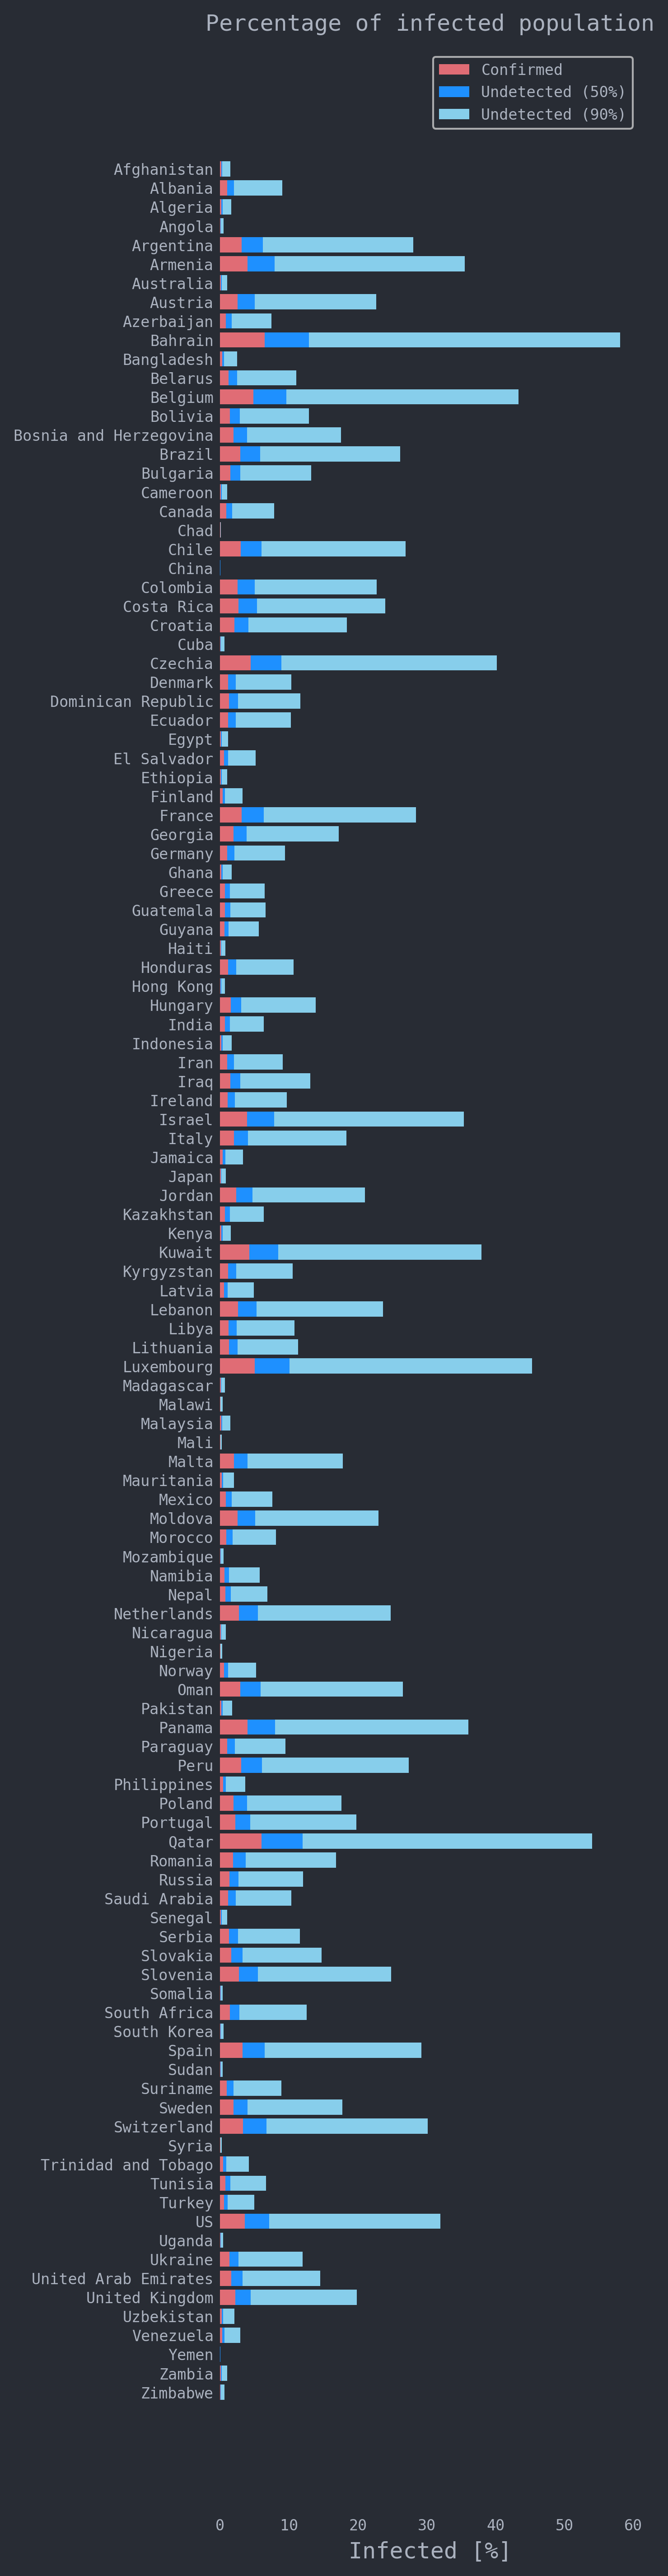 Percentage of infected population
Confirmed
Undetected (50%)
Undetected (90%)
Afghanistan
Albania
Algeria
Angola
Argentina
Armenia
Australia
Austria
Azerbaijan
Bahrain
Bangladesh
Belarus
Belgium
Bolivia
Bosnia and Herzegovina
Brazil
Bulgaria
Cameroon
Canada
Chad
Chile
China
Colombia
Costa Rica
Croatia
Cuba
Czechia
Denmark
Dominican Republic
Ecuador
Egypt
El Salvador
Ethiopia
Finland
France
Georgia
Germany
Ghana
Greece
Guatemala
Guyana
Haiti
Honduras
Hong Kong
Hungary
India
Indonesia
Iran
Iraq
Ireland
Israel
Italy
Jamaica
Japan
Jordan
Kazakhstan
Kenya
Kuwait
Kyrgyzstan
Latvia
Lebanon
Libya
Lithuania
Luxembourg
Madagascar
Malawi
Malaysia
Mali
Malta
Mauritania
Mexico
Moldova
Morocco
Mozambique
Namibia
Nepal
Netherlands
Nicaragua
Nigeria
Norway
Oman
Pakistan
Panama
Paraguay
Peru
Philippines
Poland
Portugal
Qatar
Romania
Russia
Saudi Arabia
Senegal
Serbia
Slovakia
Slovenia
Somalia
South Africa
South Korea
Spain
Sudan
Suriname
Sweden
Switzerland
Syria
Trinidad and Tobago
Tunisia
Turkey
US
Uganda
Ukraine
United Arab Emirates
United Kingdom
Uzbekistan
Venezuela
Yemen
Zambia
Zimbabwe
0 10 20 30 40 50 60
Infected [%]